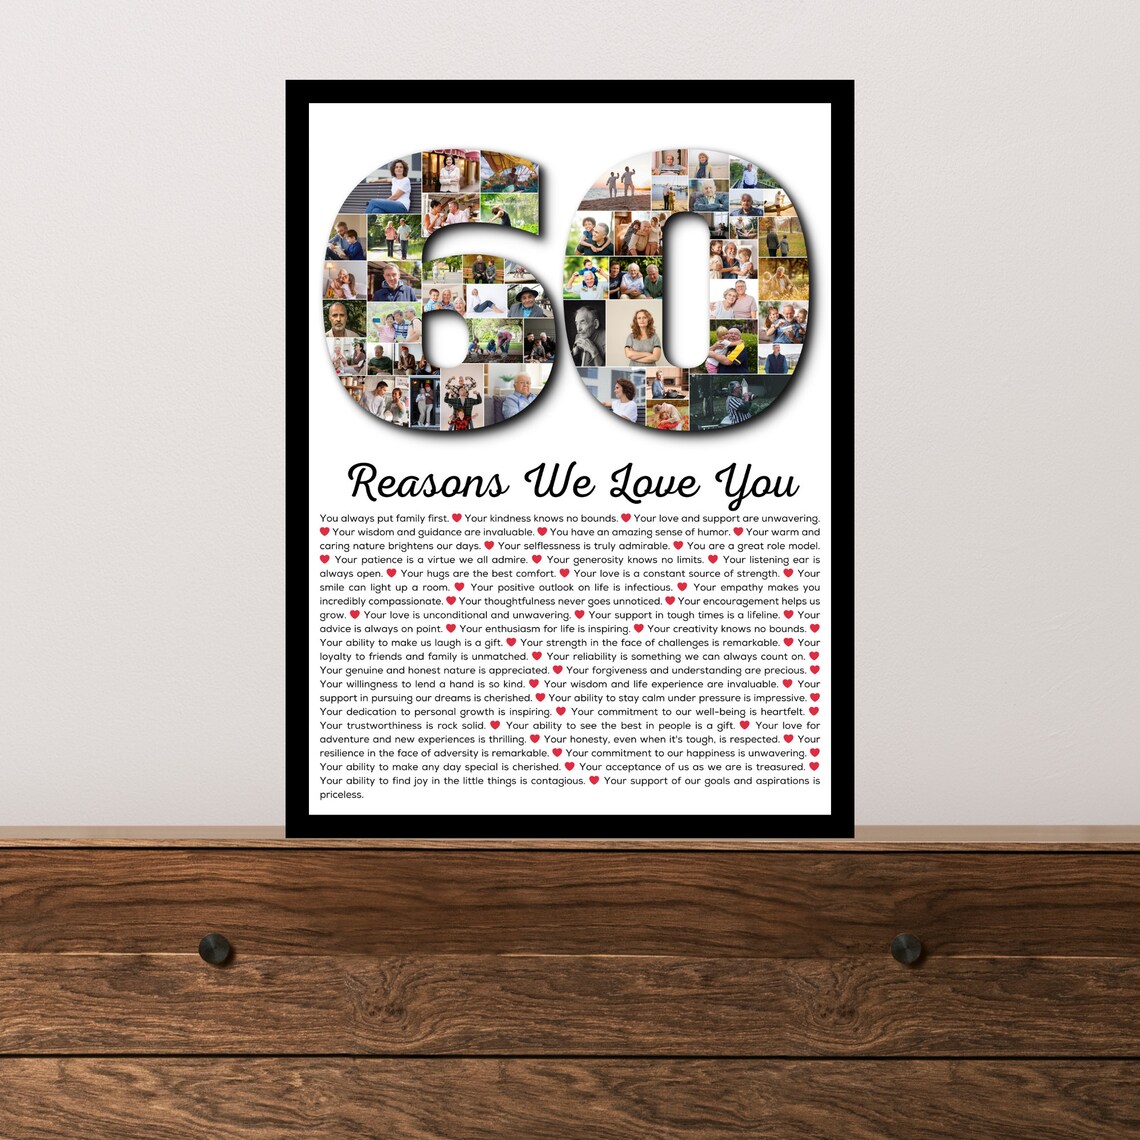 60
Reasons We Love You
You always put family first. ❤ Your kindness knows no bounds. ❤ Your love and support are unwavering.
❤ Your wisdom and guidance are invaluable. ❤ You have an amazing sense of humor. ❤ Your warm and
caring nature brightens our days. ❤ Your selflessness is truly admirable. ❤ You are a great role model.
❤ Your patience is a virtue we all admire. ❤ Your generosity knows no limits. ❤ Your listening ear is
always open. ❤ Your hugs are the best comfort. ❤ Your love is a constant source of strength. ❤ Your
smile can light up a room. ❤ Your positive outlook on life is infectious. ❤ Your empathy makes you
incredibly compassionate. ❤ Your thoughtfulness never goes unnoticed. ❤ Your encouragement helps us
grow. ❤ Your love is unconditional and unwavering. ❤ Your support in tough times is a lifeline. ❤ Your
advice is always on point. ❤ Your enthusiasm for life is inspiring. ❤ Your creativity knows no bounds. ❤
Your ability to make us laugh is a gift. ❤ Your strength in the face of challenges is remarkable. ❤ Your
loyalty to friends and family is unmatched. ❤ Your reliability is something we can always count on. ❤
Your genuine and honest nature is appreciated. ❤ Your forgiveness and understanding are precious. ❤
Your willingness to lend a hand is so kind. ❤ Your wisdom and life experience are invaluable. ❤ Your
support in pursuing our dreams is cherished. ❤ Your ability to stay calm under pressure is impressive. ❤
Your dedication to personal growth is inspiring. ❤ Your commitment to our well-being is heartfelt. ❤
Your trustworthiness is rock solid. ❤ Your ability to see the best in people is a gift. ❤ Your love for
adventure and new experiences is thrilling. ❤ Your honesty, even when it's tough, is respected. ❤ Your
resilience in the face of adversity is remarkable. ❤ Your commitment to our happiness is unwavering. ❤
Your ability to make any day special is cherished. ❤ Your acceptance of us as we are is treasured. ❤
Your ability to find joy in the little things is contagious. ❤ Your support of our goals and aspirations is
priceless.